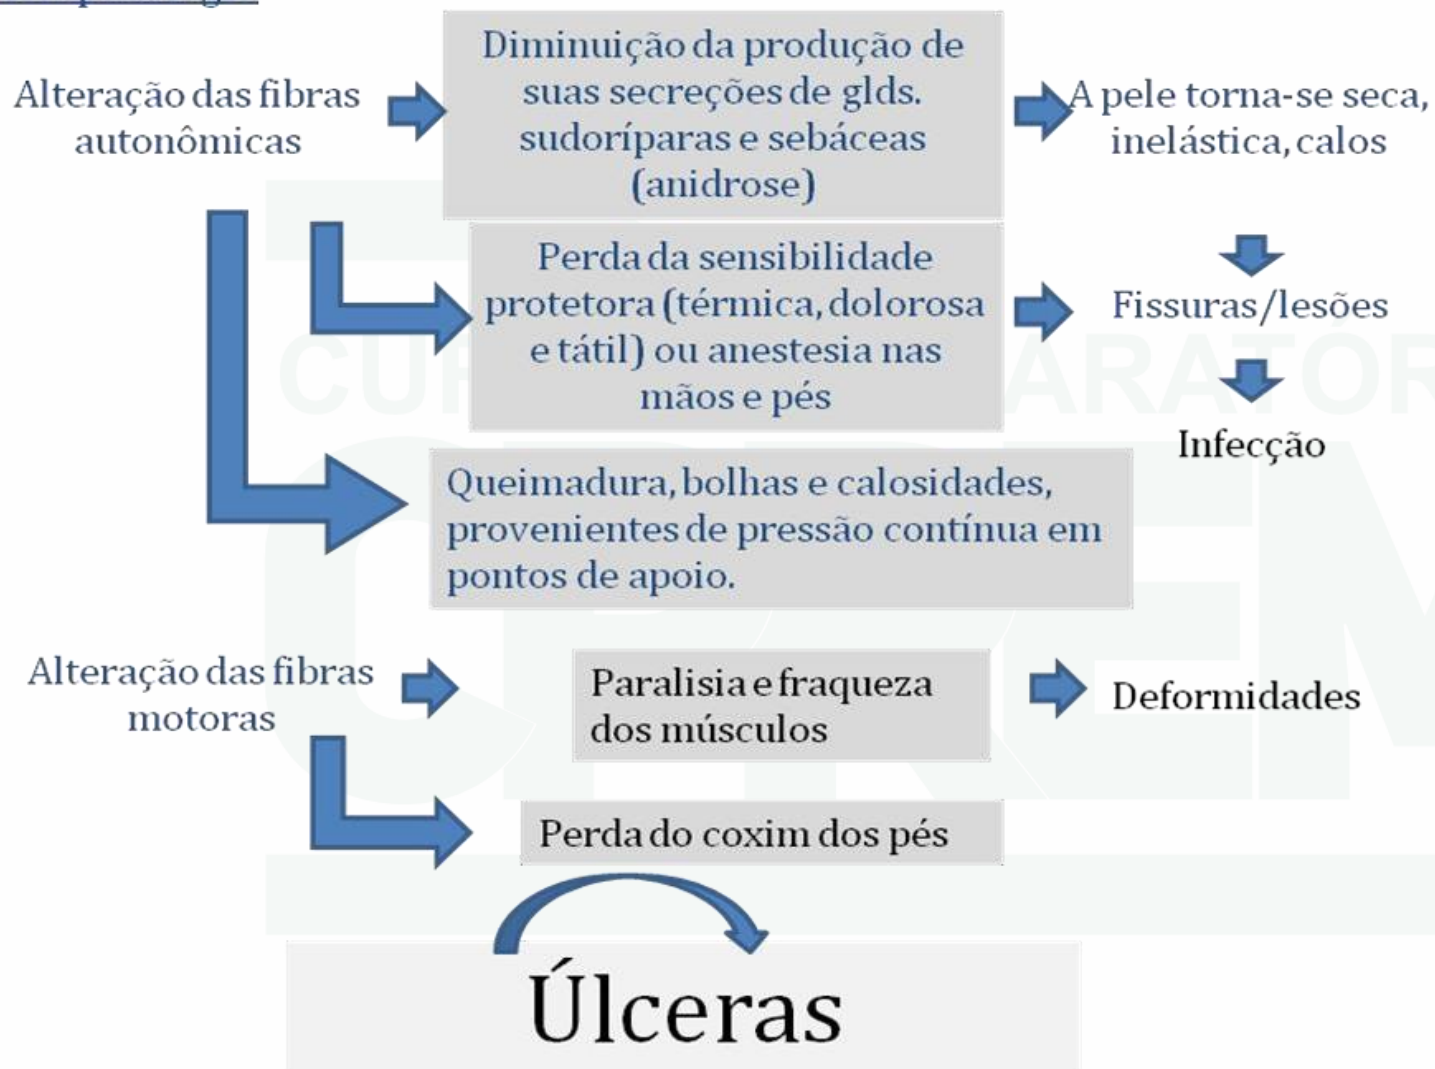 Alteração das fibras
autonômicas
Diminuição da produção de
suas secreções de glds.
sudoríparas e sebáceas
(anidrose)
A pele torna-se seca,
inelástica, calos
Perda da sensibilidade
protetora (térmica, dolorosa
e tátil) ou anestesia nas
mãos e pés
Fissuras/lesões
Infecção
Queimadura, bolhas e calosidades,
provenientes de pressão contínua em
pontos de apoio.
Alteração das fibras
motoras
Paralisia e fraqueza
dos músculos
Deformidades
Perda do coxim dos pés
Úlceras